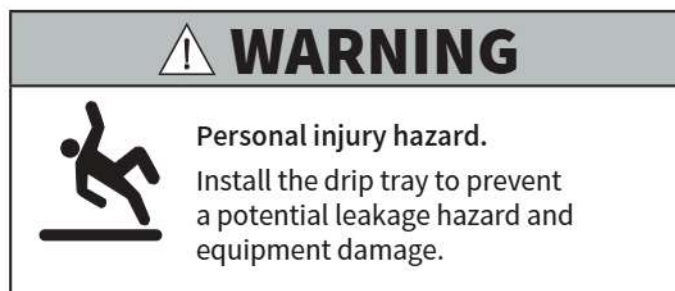 WARNING
Personal injury hazard.
Install the drip tray to prevent
a potential leakage hazard and
equipment damage.